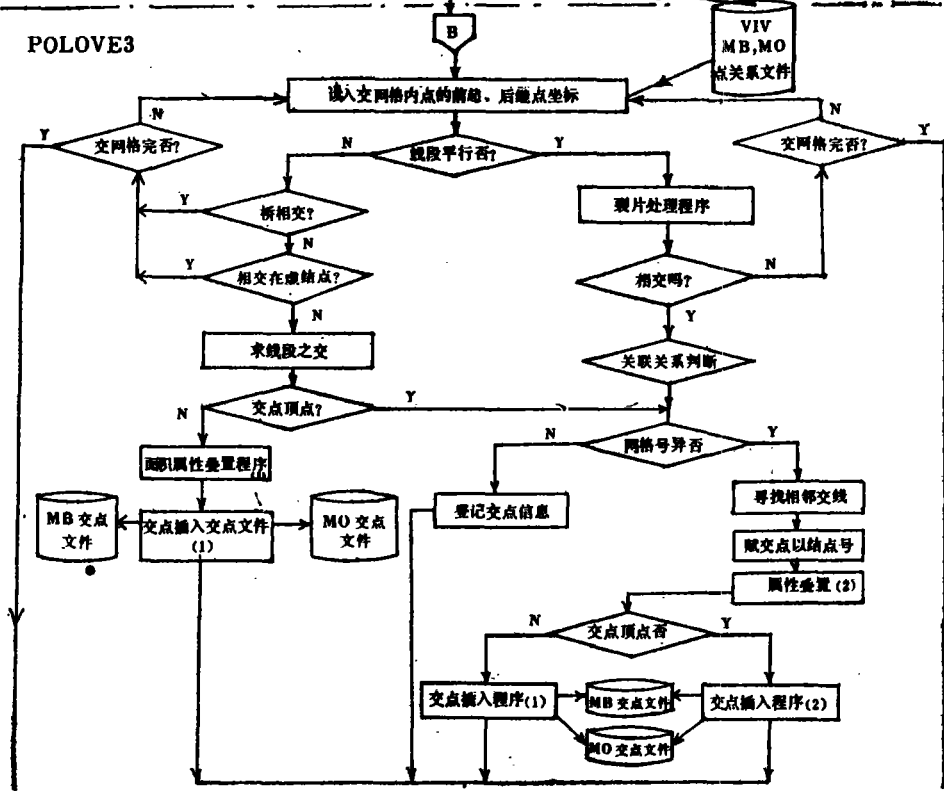 POLOVE3
B
VIV
MB,MO
点关系文件
读入交网格内点的前趋、后继点坐标
Y
N
交网格完否?
N
线段平行否?
Y
N
交网格完否?
Y
Y
桥相交?
N
裂片处理程序
Y
相交在虚结点?
N
相交吗?
N
Y
求线段之交
关联关系判断
N
交点顶点?
Y
N
网格号异否
Y
面积属性叠置程序
寻找相邻交线
MB 交点
文件
交点插入交点文件
(1)
MO 交点
文件
登记交点信息
赋交点以结点号
属性叠置(2)
N
交点顶点否
Y
交点插入程序(1)
MB 交点文件
交点插入程序(2)
MO 交点文件